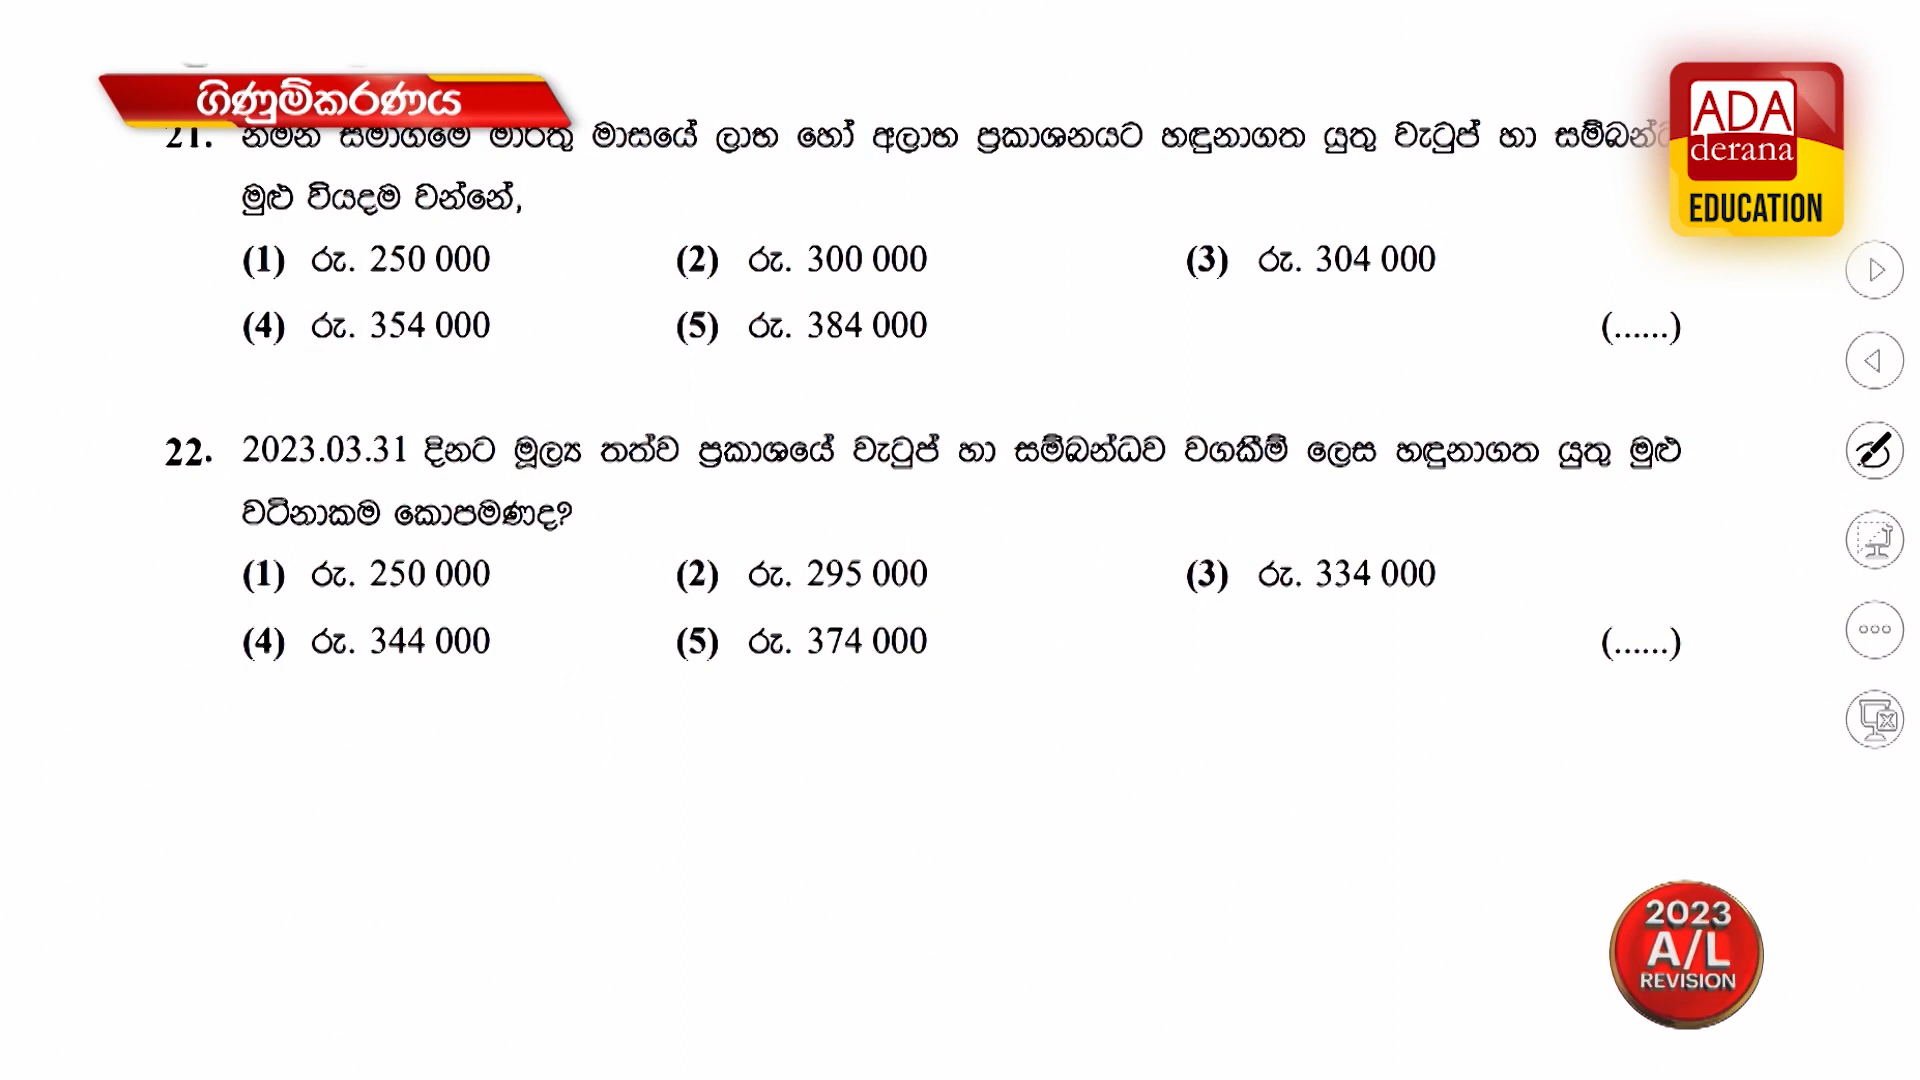 ගිණුම්කරණය
ADA
derana
EDUCATION
21. නමන් සමාගමේ මාර්තු මාසයේ ලාභ හෝ අලාභ ප්‍රකාශනයට හඳුනාගත යුතු වැටුප් හා
මුළු වියදම වන්නේ,
(1) රු. 250 000 (2) රු. 300 000 (3) රු. 304 000
(4) රු. 354 000 (5) රු. 384 000 (......)
22. 2023.03.31 දිනට මූල්‍ය තත්ව ප්‍රකාශයේ වැටුප් හා සම්බන්ධව වගකීම් ලෙස හඳුනාගත යුතු මුළු
වටිනාකම කොපමණද?
(1) රු. 250 000 (2) රු. 295 000 (3) රු. 334 000
(4) රු. 344 000 (5) රු. 374 000 (......)
2023
A/L
REVISION